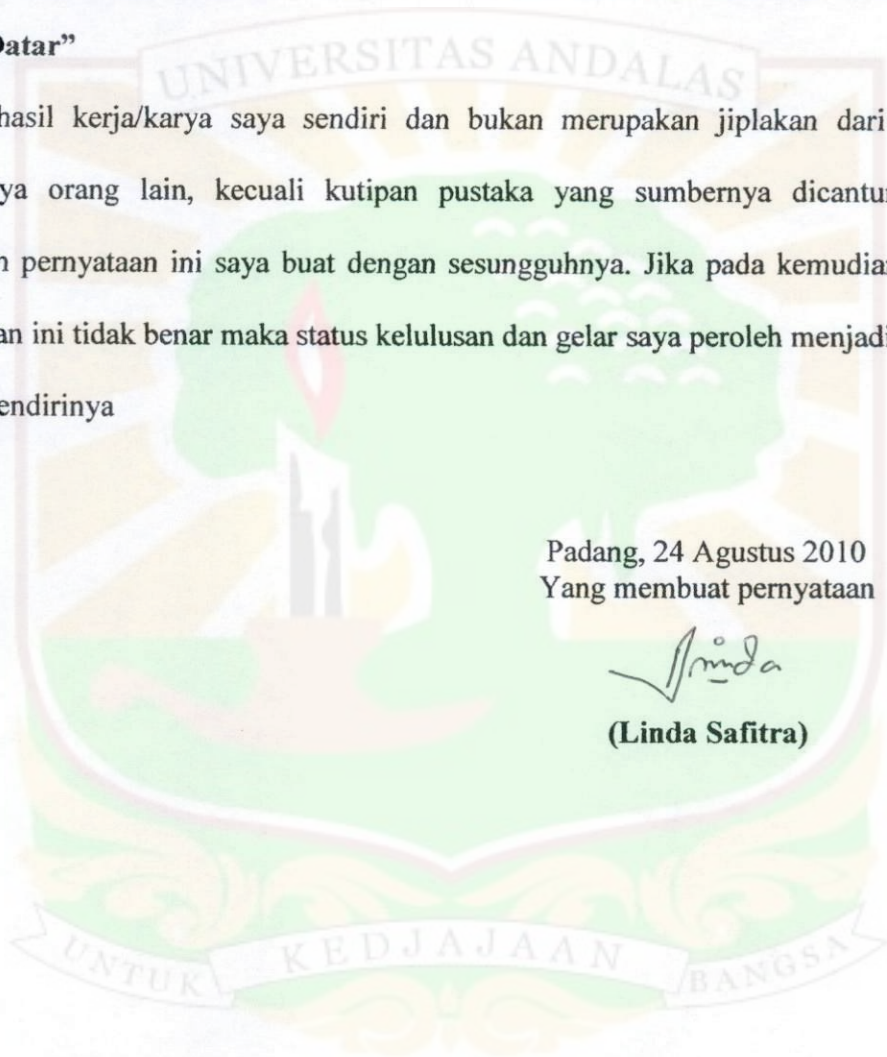 Datar”
UNIVERSITAS ANDALAS
hasil kerja/karya saya sendiri dan bukan merupakan jiplakan dari
ya orang lain, kecuali kutipan pustaka yang sumbernya dicantu
n pernyataan ini saya buat dengan sesungguhnya. Jika pada kemudian
an ini tidak benar maka status kelulusan dan gelar saya peroleh menjadi
endirinya
Padang, 24 Agustus 2010
Yang membuat pernyataan
Linda
(Linda Safitra)
UNTUK KEDJAJAAN BANGSA